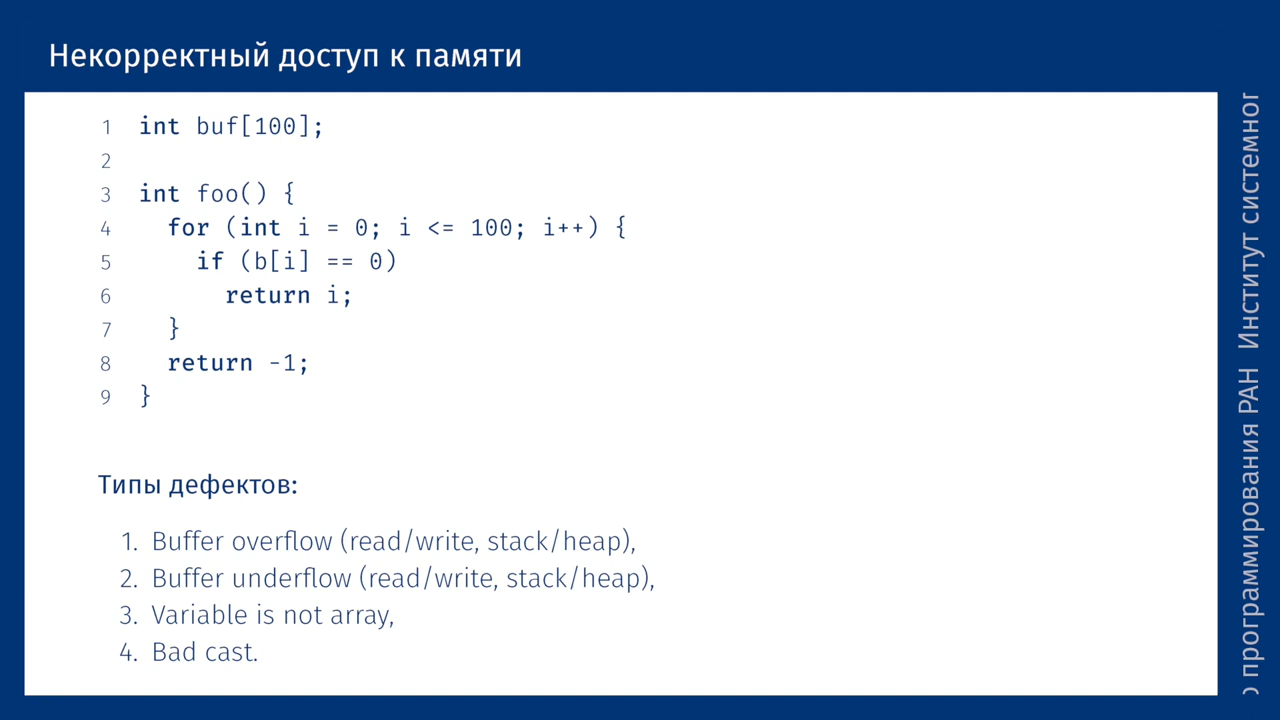 Некорректный доступ к памяти
1 int buf[100];
2
3 int foo() {
4 for (int i = 0; i <= 100; i++) {
5 if (b[i] == 0)
6 return i;
7 }
8 return -1;
9 }
Типы дефектов:
1. Buffer overflow (read/write, stack/heap),
2. Buffer underflow (read/write, stack/heap),
3. Variable is not array,
4. Bad cast.
о программирования РАН Институт системног